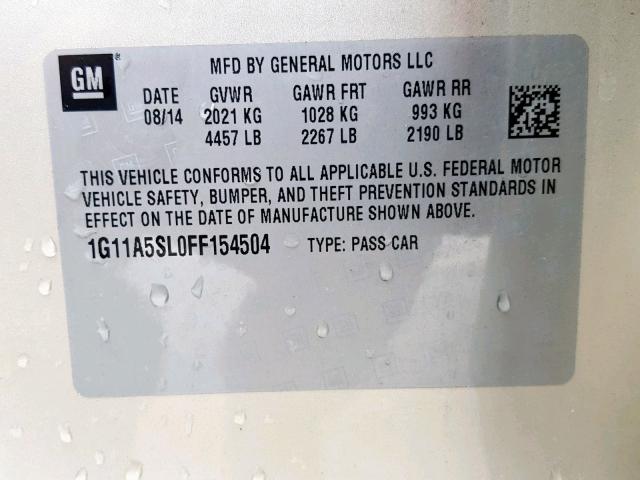 GM
®
MFD BY GENERAL MOTORS LLC
DATE GVWR GAWR FRT GAWR RR
08/14 2021 KG 1028 KG 993 KG
4457 LB 2267 LB 2190 LB
THIS VEHICLE CONFORMS TO ALL APPLICABLE U.S. FEDERAL MOTOR
VEHICLE SAFETY, BUMPER, AND THEFT PREVENTION STANDARDS IN
EFFECT ON THE DATE OF MANUFACTURE SHOWN ABOVE.
1G11A5SL0FF154504 TYPE: PASS CAR